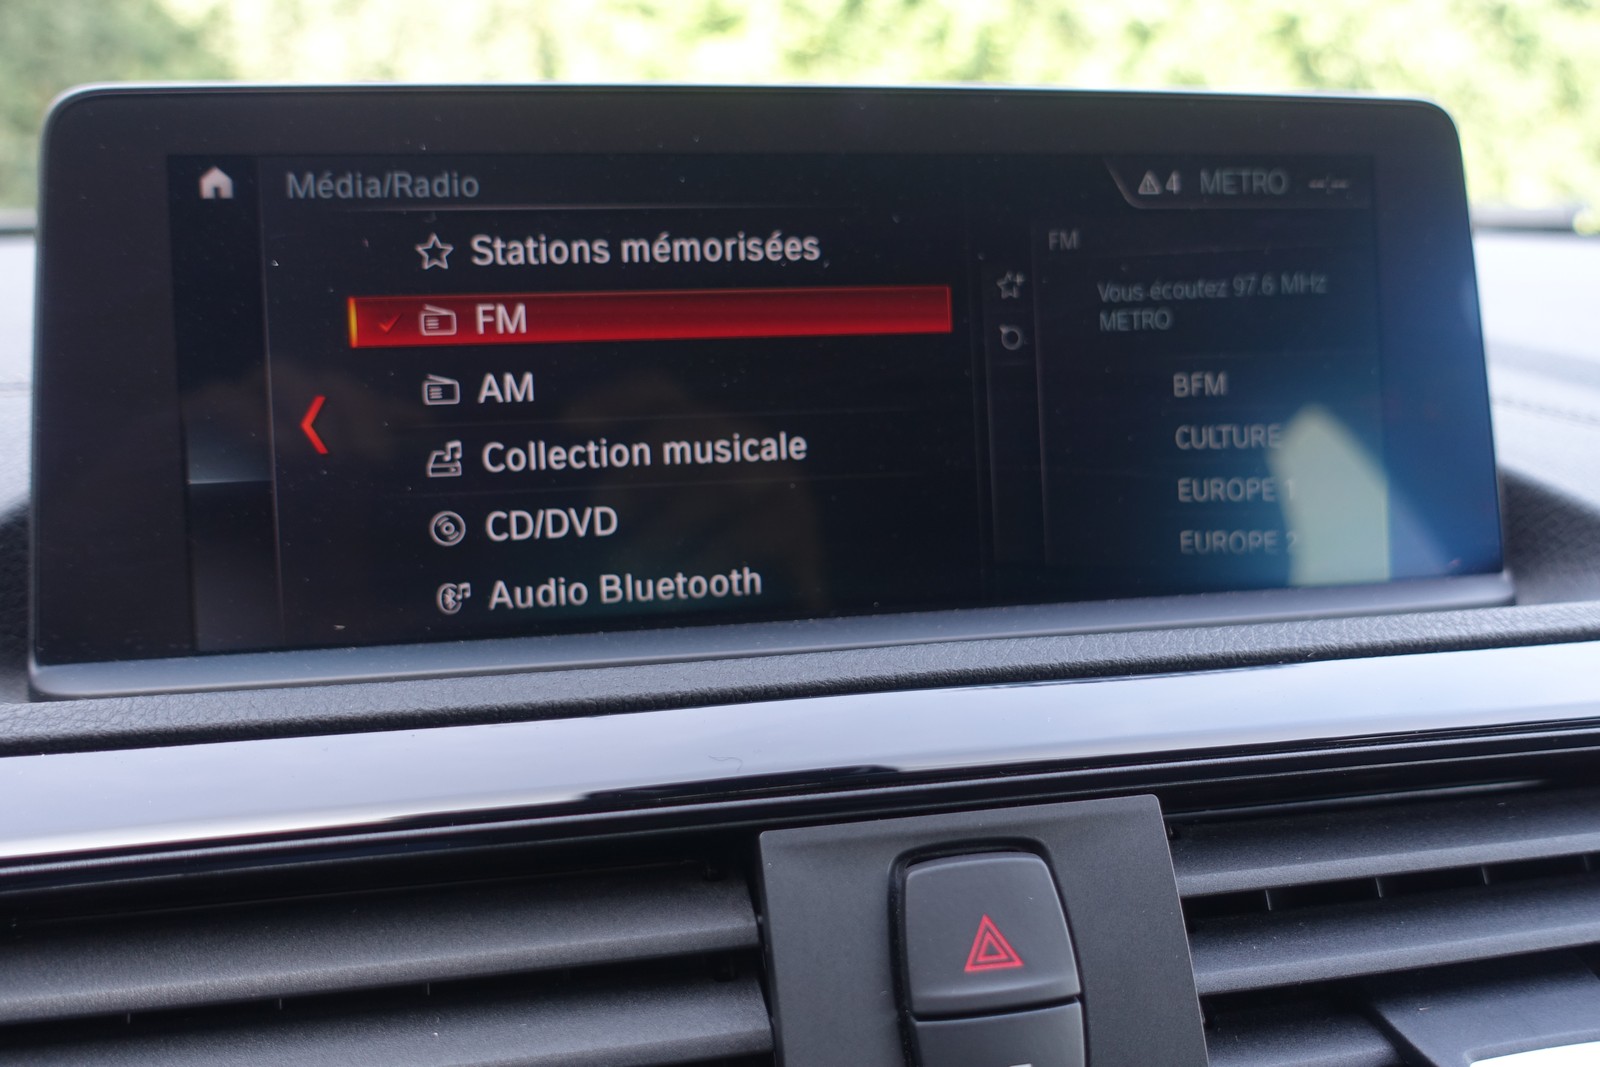 Média/Radio
4 METRO --:--
Stations mémorisées
FM
AM
Collection musicale
CD/DVD
Audio Bluetooth
FM
Vous écoutez 97.6 MHz
METRO
BFM
CULTURE
EUROPE 1
EUROPE 2